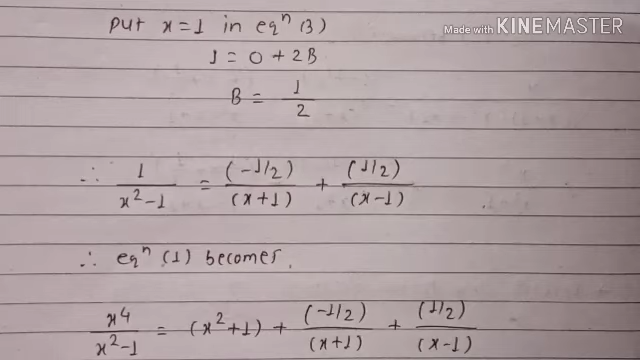 Made with KINEMASTER
put x=1 in eqⁿ (3)
1 = 0 + 2B
B = 1/2
∴ 1/(x²-1) = (-1/2)/(x+1) + (1/2)/(x-1)
∴ eqⁿ (1) becomes.
x⁴/(x²-1) = (x²+1) + (-1/2)/(x+1) + (1/2)/(x-1)